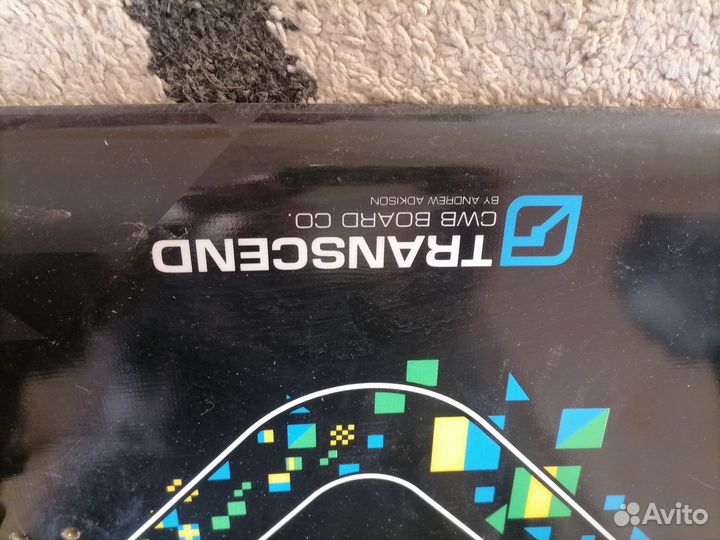 TRANSCEND
CWB BOARD CO.
BY ANDREW ADKISON
Avito